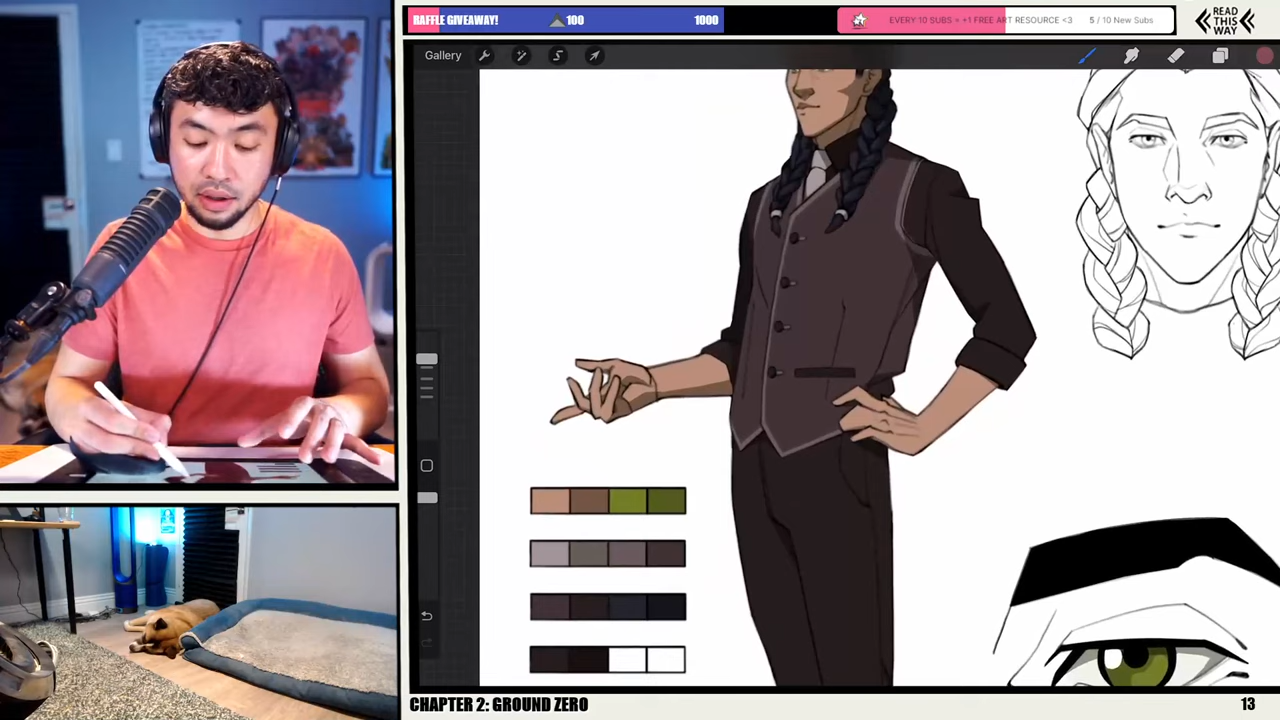 RAFFLE GIVEAWAY! 100 1000
EVERY 10 SUBS = +1 FREE ART RESOURCE <3 5 / 10 New Subs
READ
THIS
WAY
Gallery
CHAPTER 2: GROUND ZERO
13